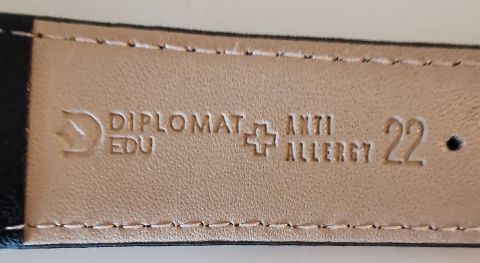 DIPLOMAT
EDU
ANTI
ALLERGY
22